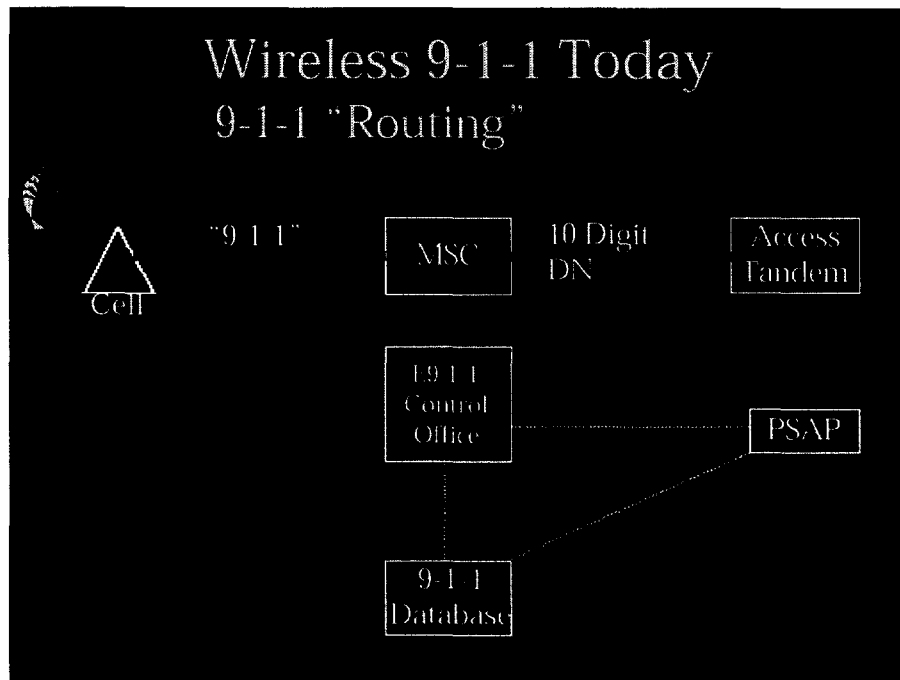 Wireless 9-1-1 Today
9-1-1 "Routing"
"9-1-1"
MSC
10 Digit
DN
Access
Tandem
Cell
E9-1-1
Control
Office
PSAP
9-1-1
Database